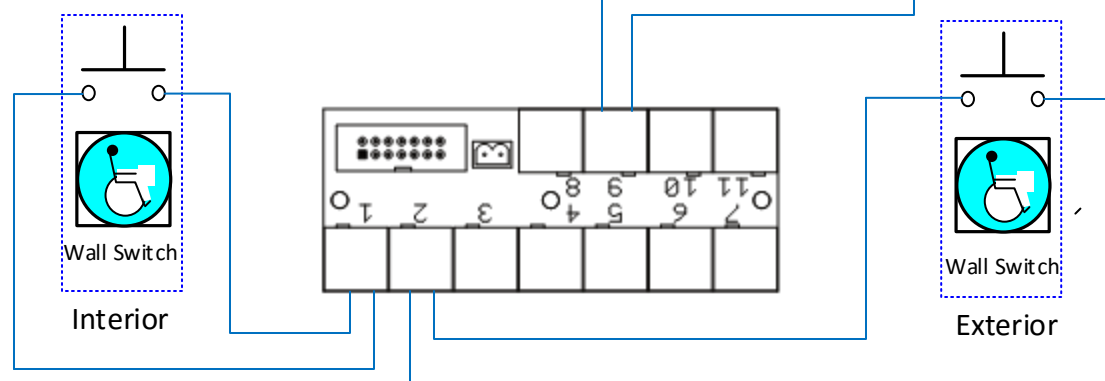 8 9 10 11
1 2 3 4 5 6 7
Wall Switch
Interior
Wall Switch
Exterior